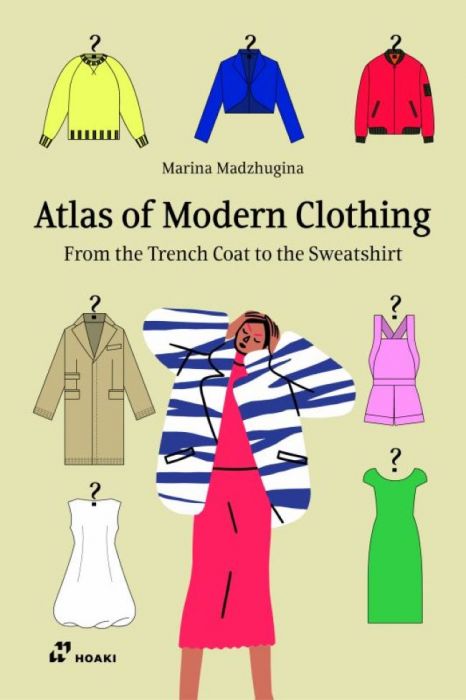 Marina Madzhugina
Atlas of Modern Clothing
From the Trench Coat to the Sweatshirt
HOAKI